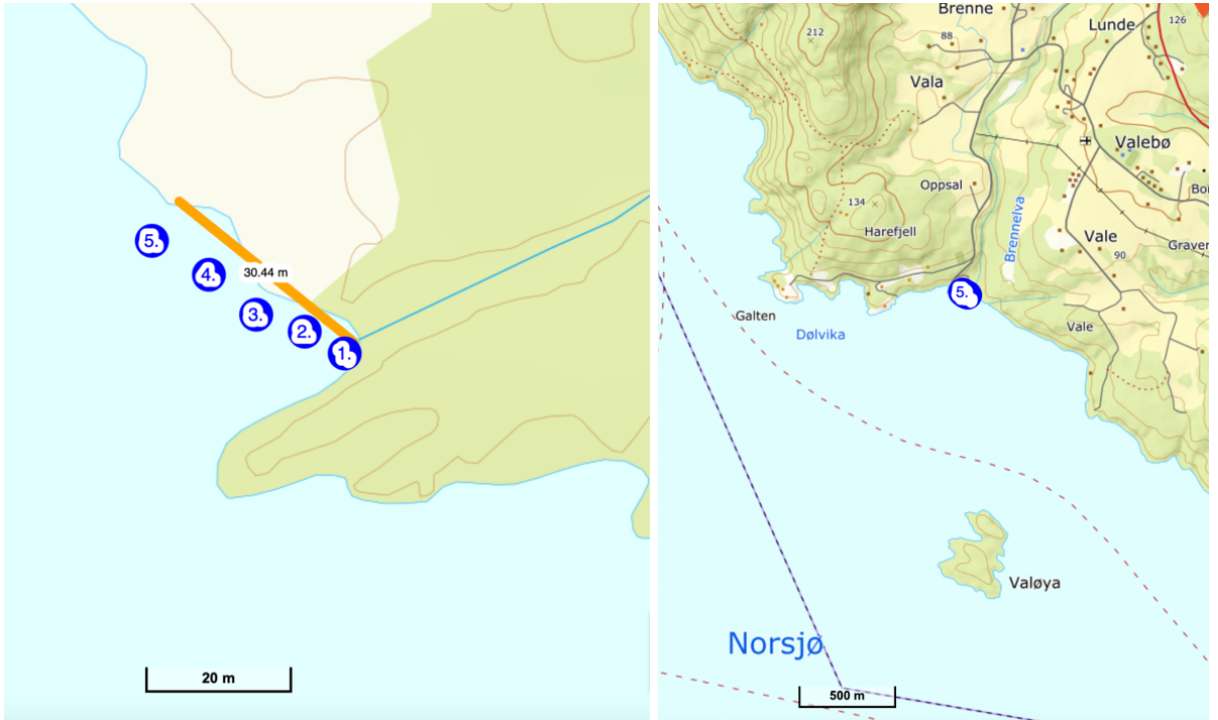 5.
4.
30.44 m
3.
2.
1.
20 m
Brenne
Lunde
126
212
88
Vala
Valebø
Oppsal
134
Harefjell
Brennelva
Vale
90
Graver
Galten
Dølvika
5.
Vale
Valøya
Norsjø
500 m